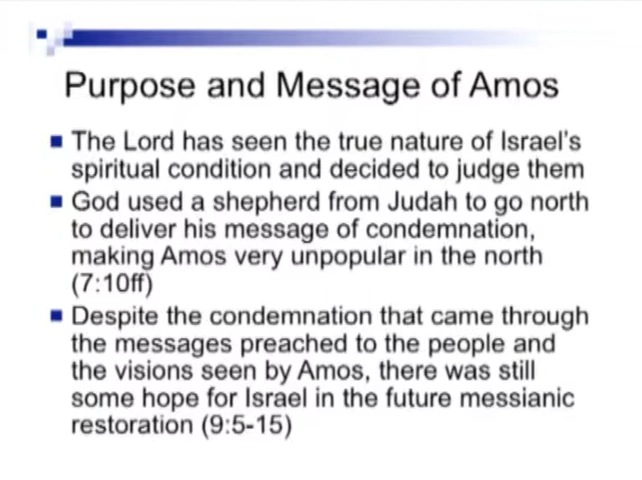 Purpose and Message of Amos
The Lord has seen the true nature of Israel's
spiritual condition and decided to judge them
God used a shepherd from Judah to go north
to deliver his message of condemnation,
making Amos very unpopular in the north
(7:10ff)
Despite the condemnation that came through
the messages preached to the people and
the visions seen by Amos, there was still
some hope for Israel in the future messianic
restoration (9:5-15)